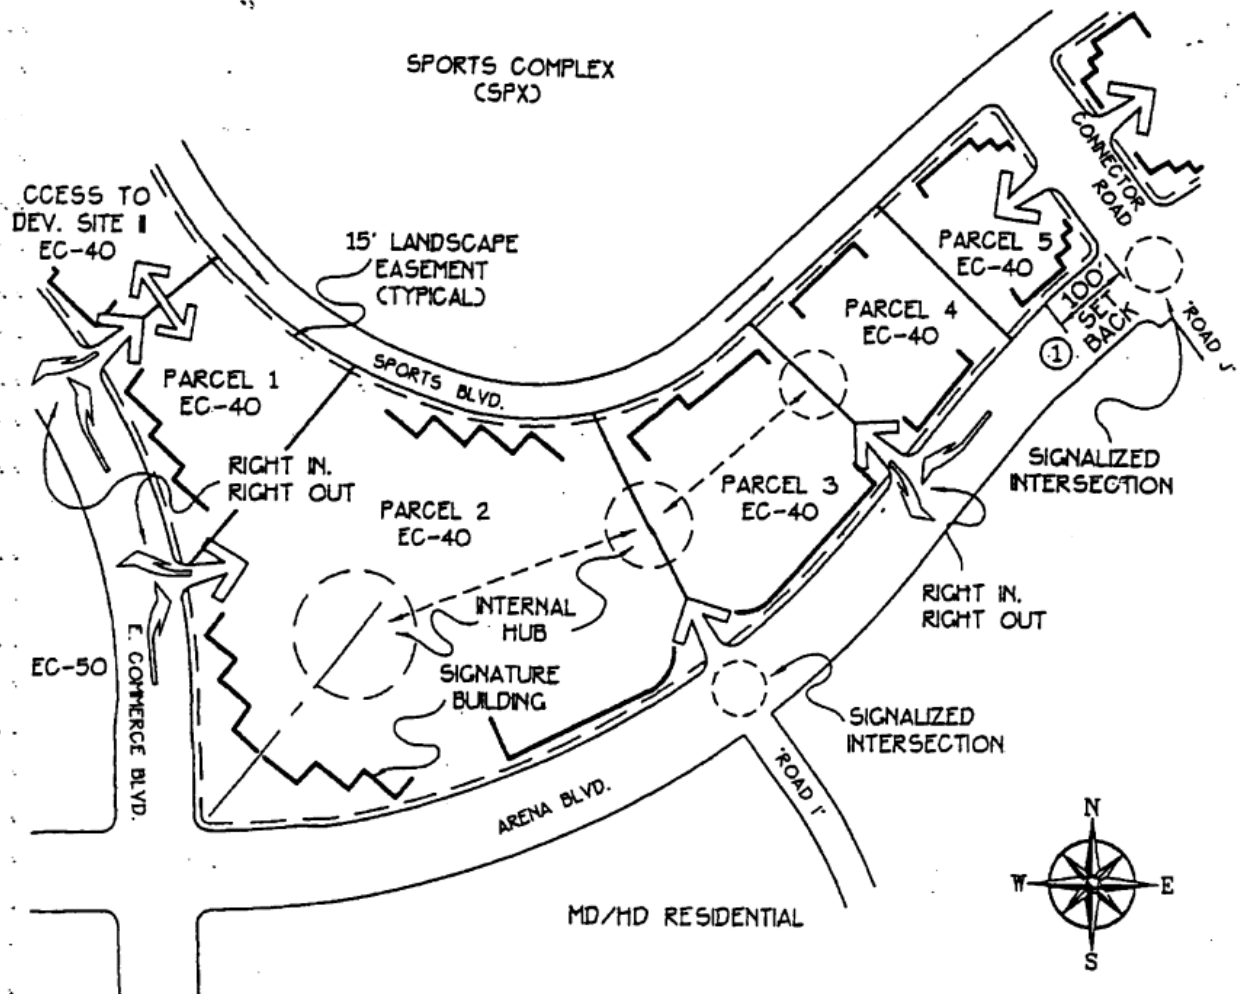 SPORTS COMPLEX
(SPX)
CCESS TO
DEV. SITE I
EC-40
15' LANDSCAPE
EASEMENT
(TYPICAL)
CONNECTOR
ROAD
PARCEL 5
EC-40
100'
SET
BACK
1
'ROAD J'
PARCEL 4
EC-40
SPORTS BLVD.
PARCEL 1
EC-40
RIGHT IN.
RIGHT OUT
PARCEL 2
EC-40
PARCEL 3
EC-40
SIGNALIZED
INTERSECTION
INTERNAL
HUB
RIGHT IN.
RIGHT OUT
EC-50
E. COMMERCE BLVD.
SIGNATURE
BUILDING
SIGNALIZED
INTERSECTION
ARENA BLVD.
'ROAD I'
MD/HD RESIDENTIAL
N
W
E
S